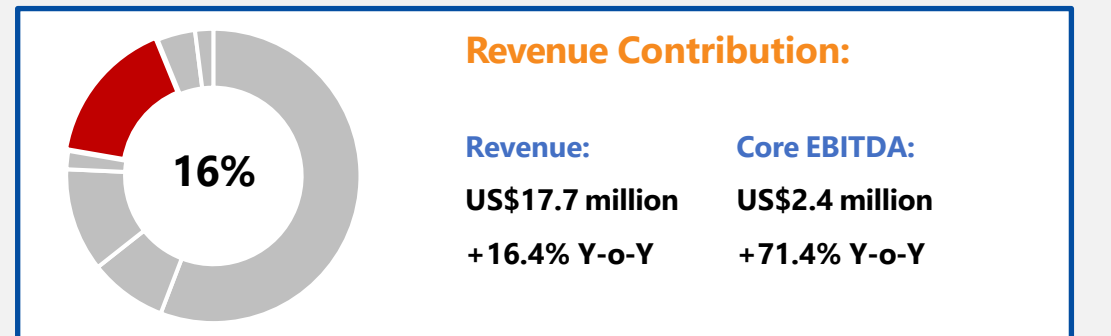 Revenue Contribution:
16%
Revenue:
US$17.7 million
+16.4% Y-o-Y
Core EBITDA:
US$2.4 million
+71.4% Y-o-Y